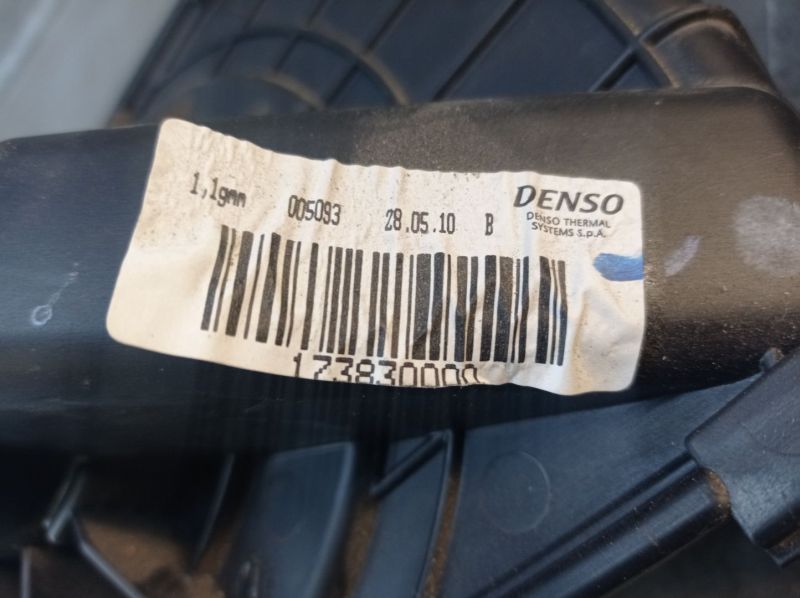 1,1gmm 005093 28.05.10 B
DENSO
DENSO THERMAL
SYSTEMS S.p.A.
173830000